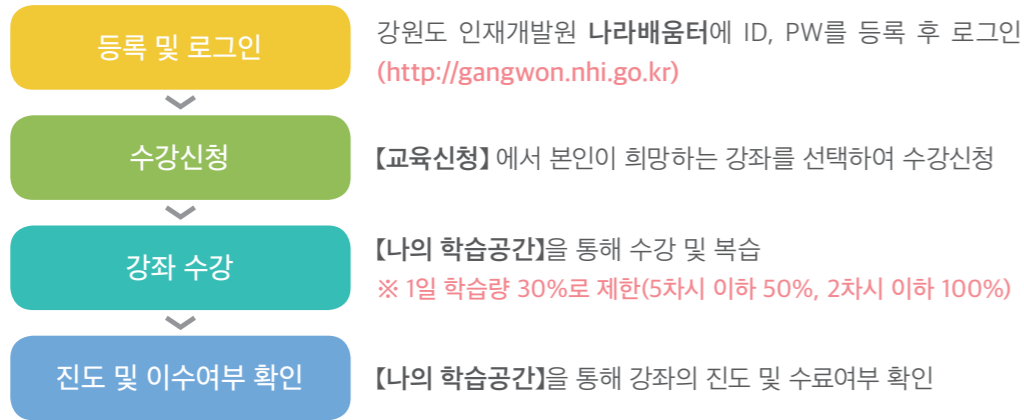 등록 및 로그인
강원도 인재개발원 나라배움터에 ID, PW를 등록 후 로그인
(http://gangwon.nhi.go.kr)
수강신청
【교육신청】 에서 본인이 희망하는 강좌를 선택하여 수강신청
강좌 수강
【나의 학습공간】을 통해 수강 및 복습
※ 1일 학습량 30%로 제한(5차시 이하 50%, 2차시 이하 100%)
진도 및 이수여부 확인
【나의 학습공간】을 통해 강좌의 진도 및 수료여부 확인